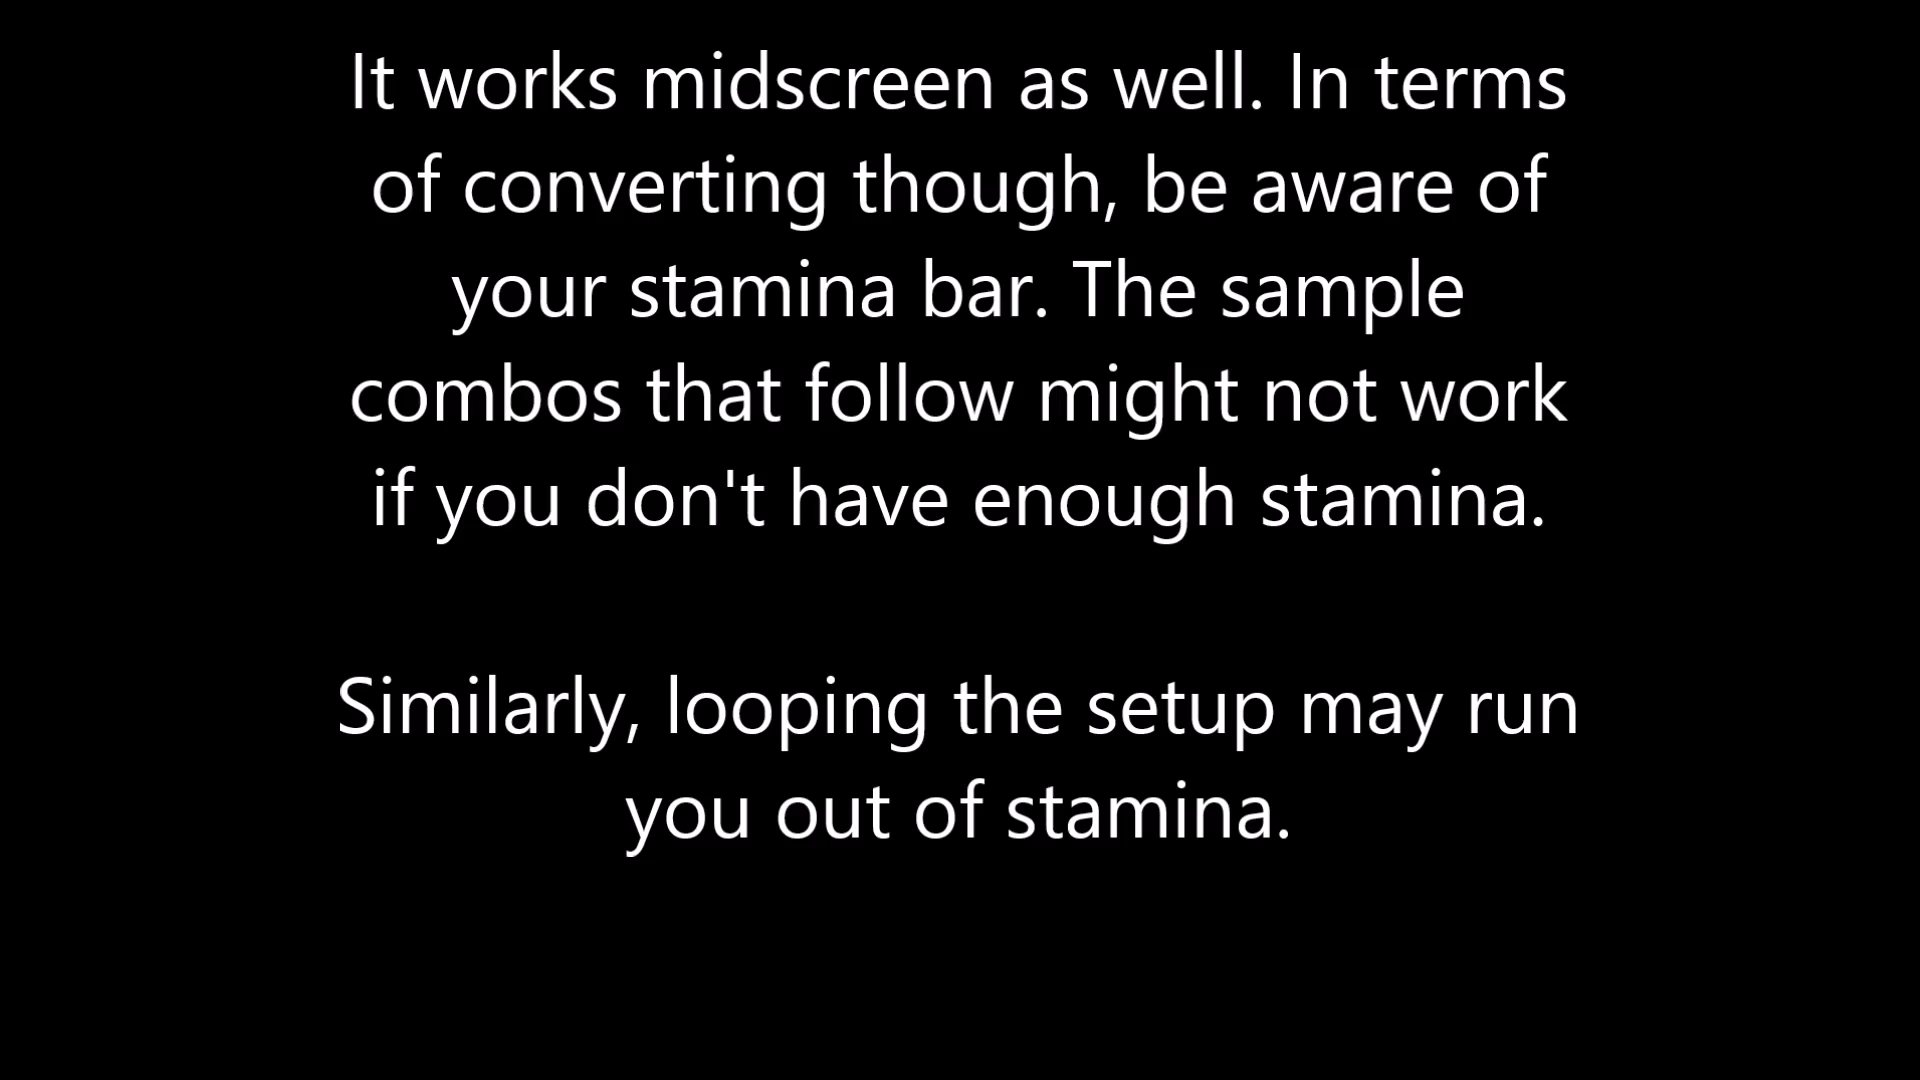 It works midscreen as well. In terms
of converting though, be aware of
your stamina bar. The sample
combos that follow might not work
if you don't have enough stamina.
Similarly, looping the setup may run
you out of stamina.